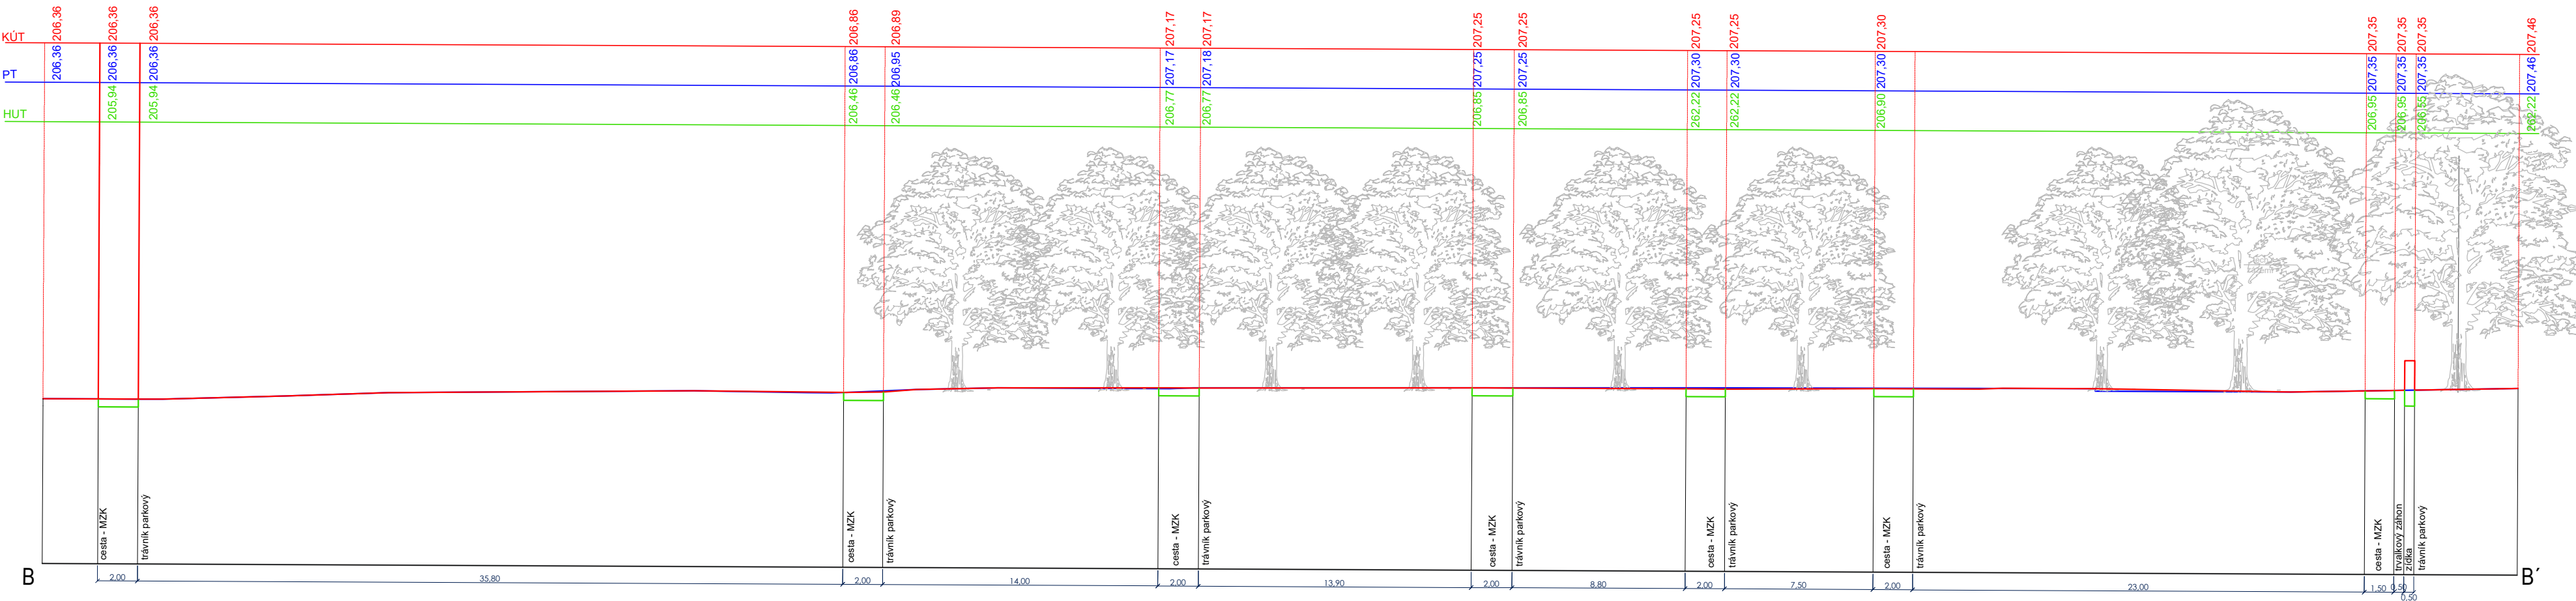 KÚT
206,36 206,36 206,36 206,86 206,89 207,17 207,17 207,25 207,25 207,25 207,25 207,30 207,35 207,35 207,35 207,46
PT
206,36 206,36 206,36 206,86 206,95 207,17 207,18 207,25 207,25 207,30 207,30 207,30 207,35 207,35 207,35 207,46
HUT
205,94 205,94 206,46 206,46 206,77 206,77 206,85 206,85 262,22 262,22 206,90 206,95 206,95 262,22
cesta - MZK
trávník parkový
cesta - MZK
trávník parkový
cesta - MZK
trávník parkový
cesta - MZK
trávník parkový
cesta - MZK
trávník parkový
cesta - MZK
trávník parkový
cesta - MZK
trvalkový záhon
zídka
trávník parkový
B B´
2,00 35,80 2,00 14,00 2,00 13,90 2,00 8,80 2,00 7,50 2,00 23,00 1,50 0,50
0,50